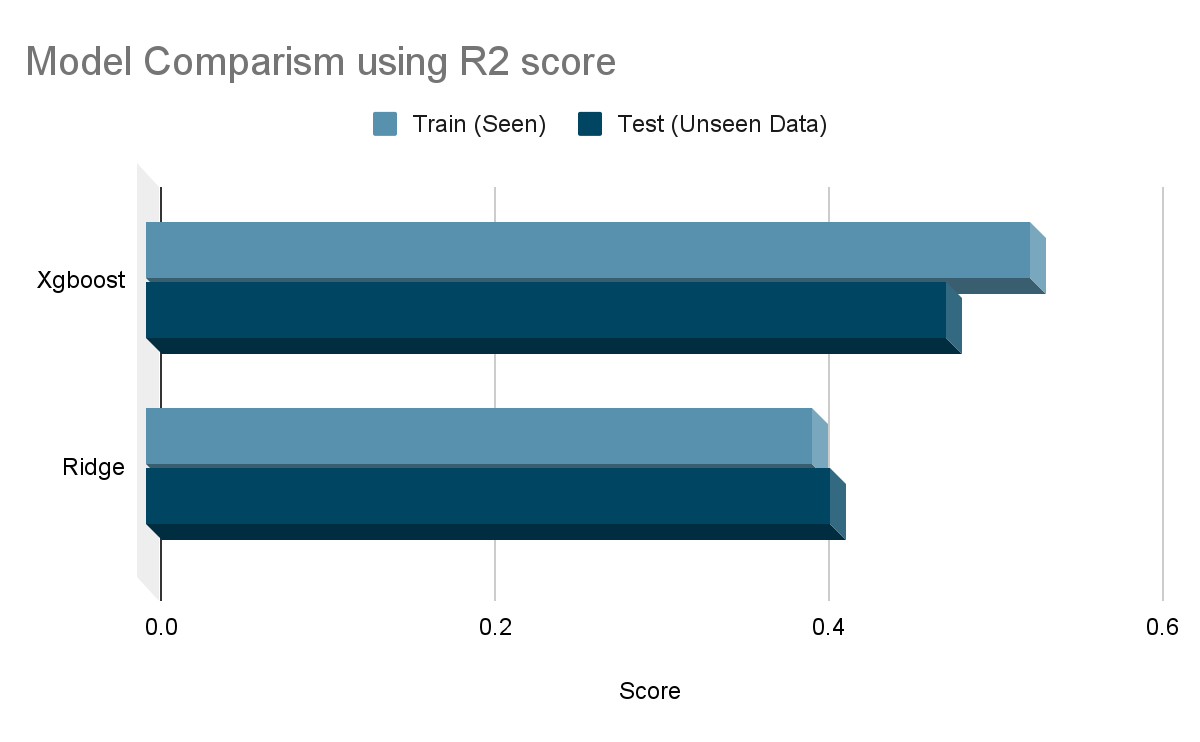 Model Comparism using R2 score
Train (Seen) Test (Unseen Data)
Xgboost
Ridge
0.0 0.2 0.4 0.6
Score